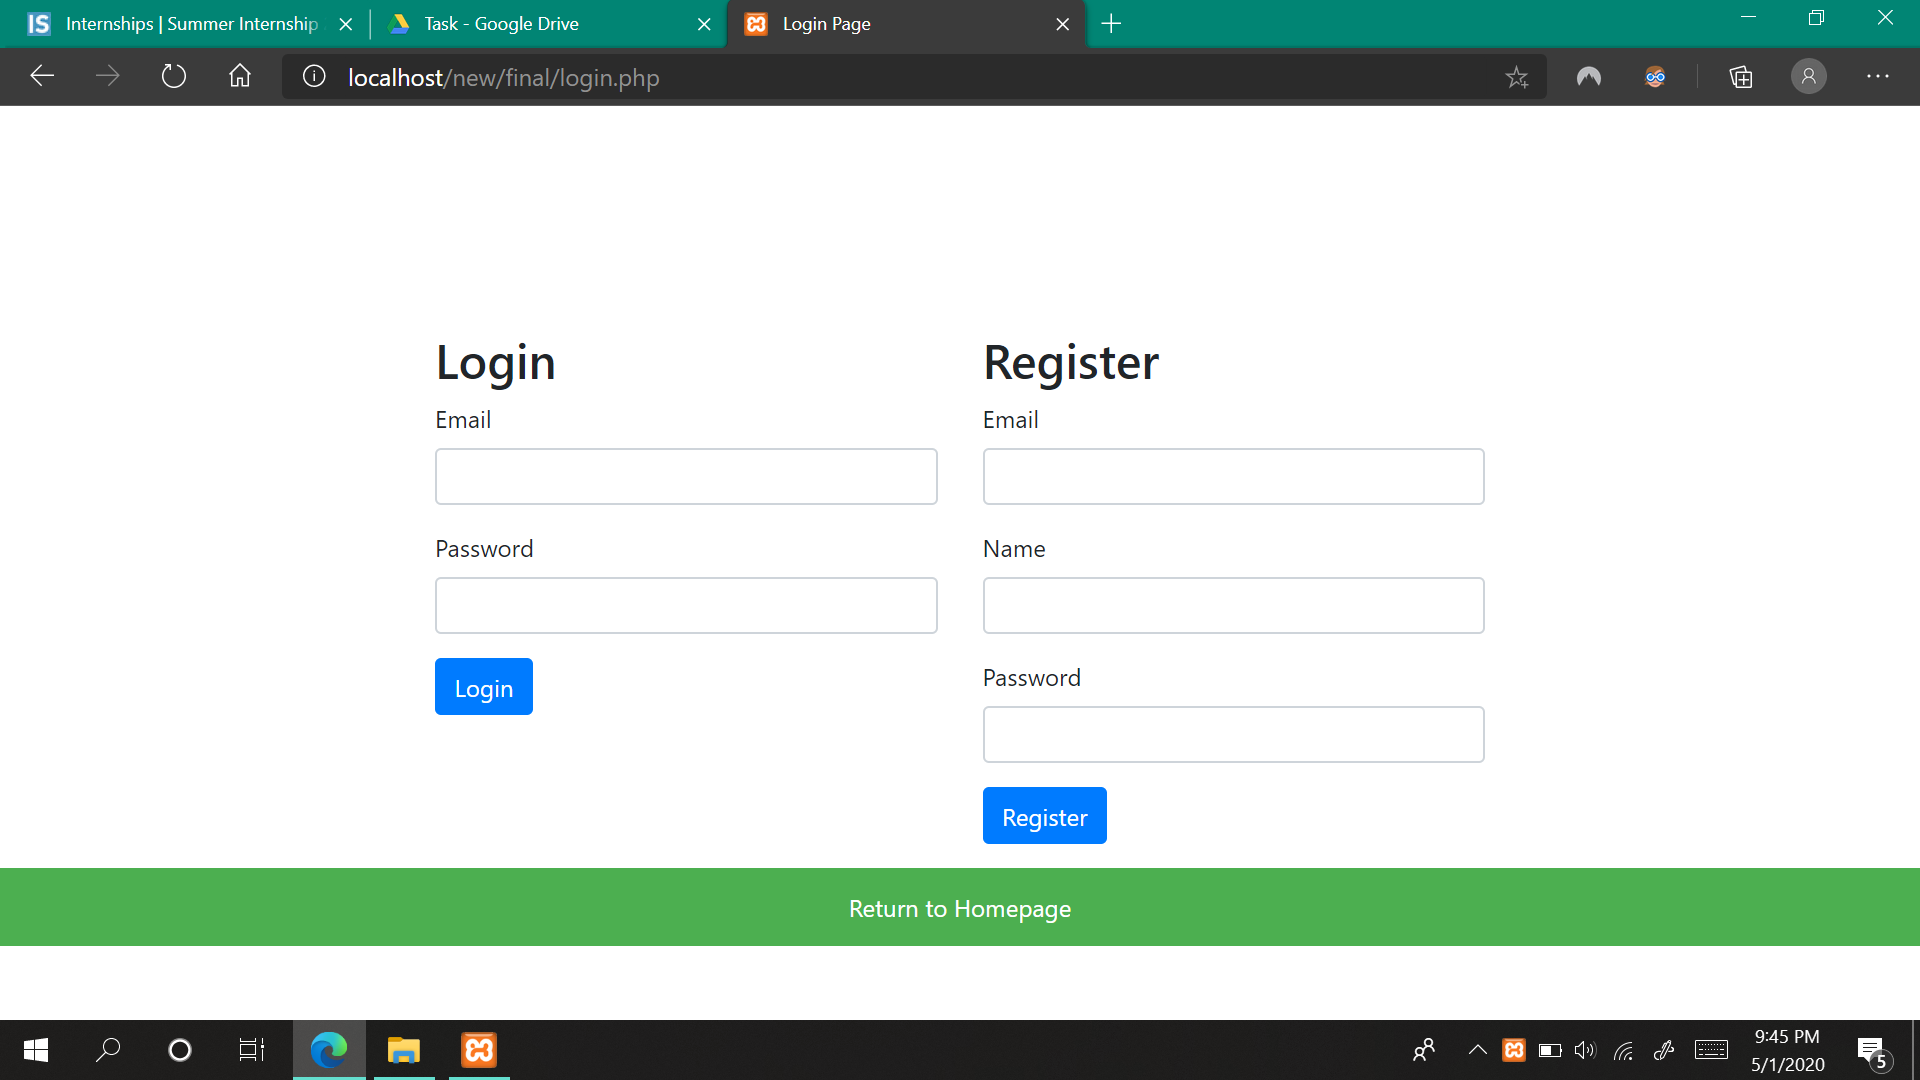 IS Internships | Summer Internship
Task - Google Drive
Login Page
localhost/new/final/login.php
Login
Email
Password
Login
Register
Email
Name
Password
Register
Return to Homepage
9:45 PM
5/1/2020
5